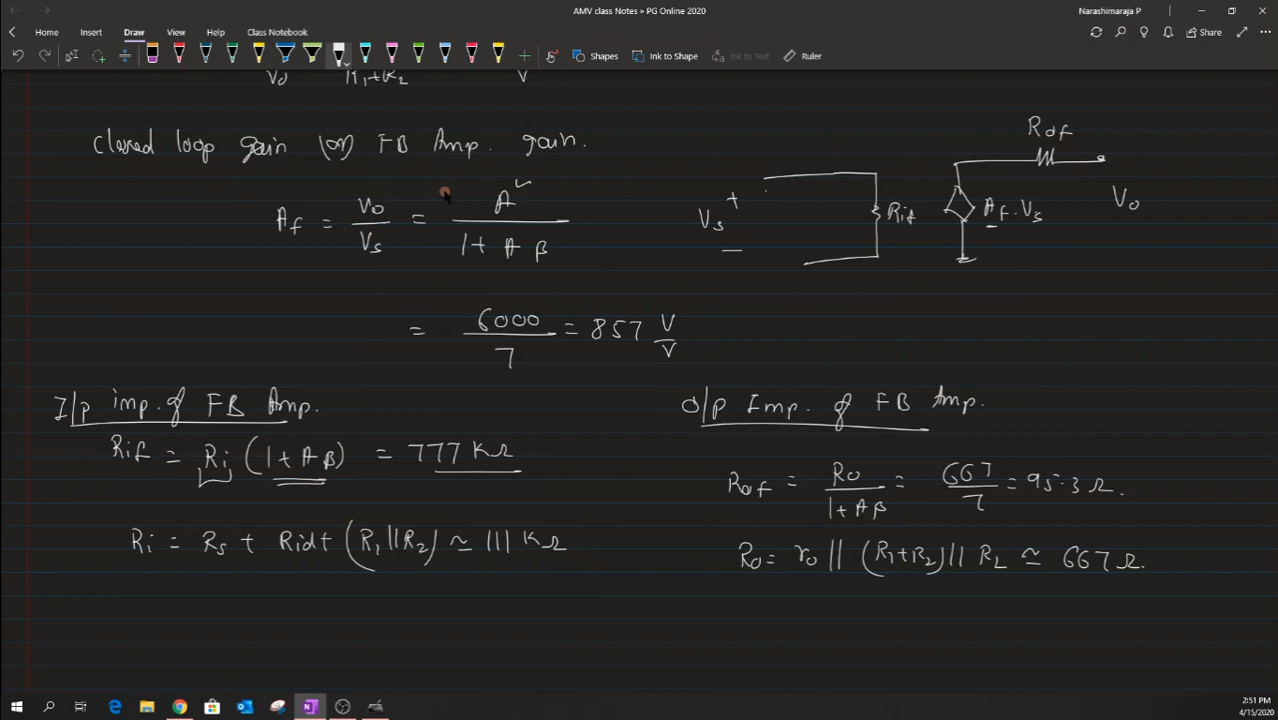 AMV class Notes » PG Online 2020
Narashimaraja P
Home Insert Draw View Help Class Notebook
Share
Shapes Ink to Shape Ink to Text Ruler
Vo R1+R2 V
Closed loop gain (or) FB Amp. gain.
Af = Vo/Vs = A/(1+Aβ)
= 6000/7 = 857 V/V
Rof
Vs + −
Rif
Af.Vs
Vo
I/p imp. of FB Amp.
Rif = Ri (1+Aβ) = 777 KΩ
Ri = Rs + Rid+ (R1||R2) ≃ 111 KΩ
O/p Imp. of FB Amp.
Rof = Ro/(1+Aβ) = 667/7 = 95.3 Ω.
Ro = ro || (R1+R2) || RL ≃ 667 Ω.
2:51 PM
4/15/2020